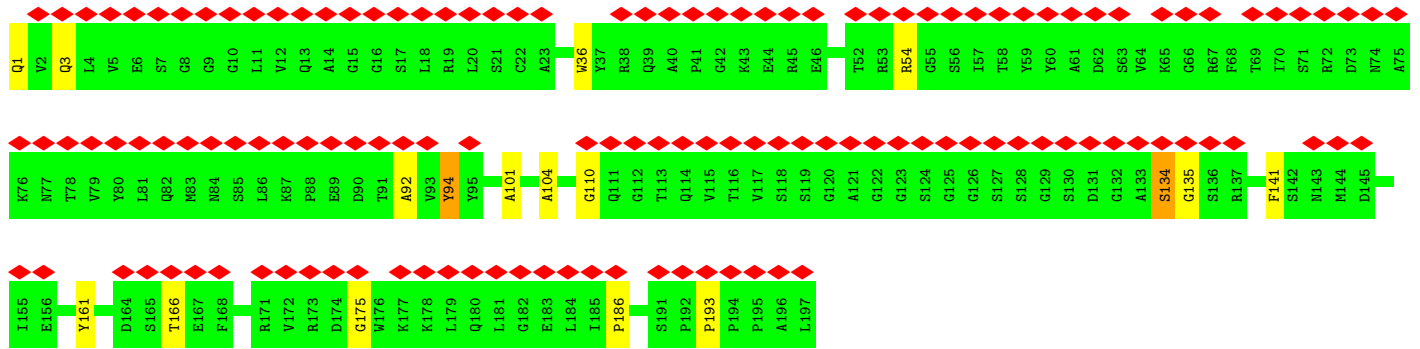 Q1 V2 Q3 L4 V5 E6 S7 G8 G9 G10 L11 V12 Q13 A14 G15 G16 S17 L18 R19 L20 S21 C22 A23 W36 Y37 R38 Q39 A40 P41 G42 K43 E44 R45 E46 T52 R53 R54 G55 S56 I57 T58 Y59 Y60 A61 D62 S63 V64 K65 G66 R67 F68 T69 I70 S71 R72 D73 N74 A75
K76 N77 T78 V79 Y80 L81 Q82 M83 N84 S85 L86 K87 P88 E89 D90 T91 A92 V93 Y94 Y95 A101 A104 G110 Q111 G112 T113 Q114 V115 T116 V117 S118 S119 G120 A121 G122 G123 S124 G125 G126 S127 S128 G129 S130 D131 G132 A133 S134 G135 S136 R137 F141 S142 N143 M144 D145
I155 E156 Y161 D164 S165 T166 E167 F168 R171 V172 R173 D174 G175 W176 K177 K178 L179 Q180 L181 G182 E183 L184 I185 P186 S191 P192 P193 P194 P195 A196 L197